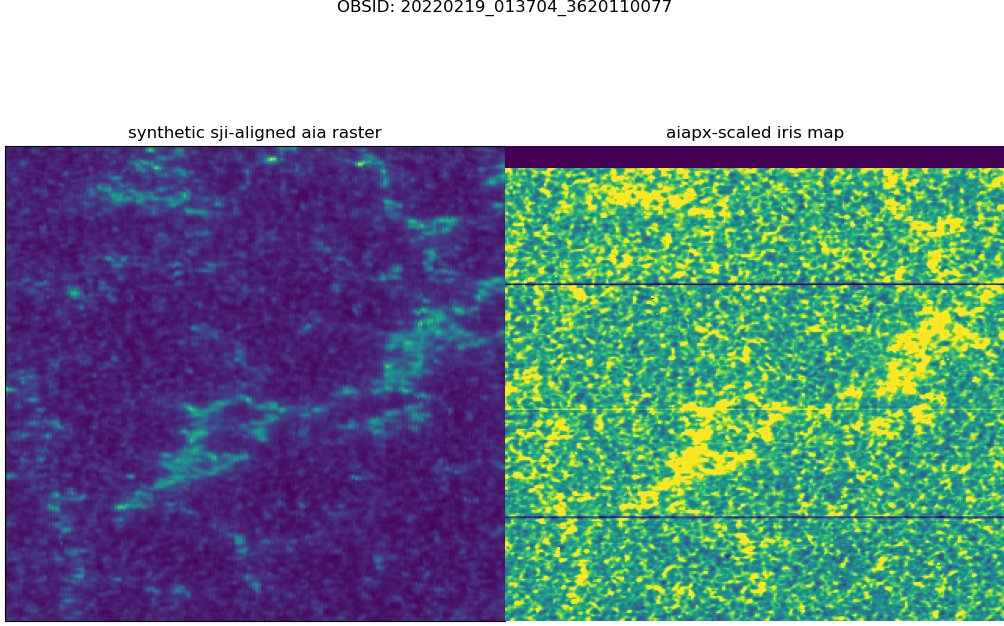 OBSID: 20220219_013704_3620110077
synthetic sji-aligned aia raster
aiapx-scaled iris map